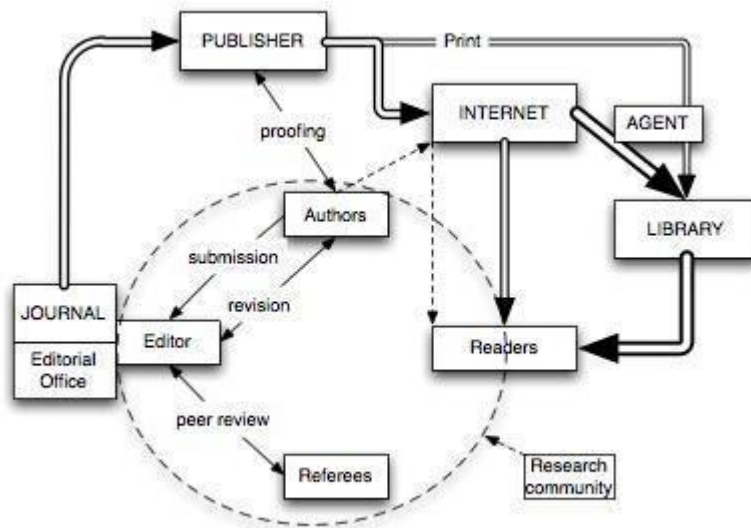 PUBLISHER
Print
INTERNET
AGENT
proofing
Authors
LIBRARY
submission
revision
JOURNAL
Editorial
Office
Editor
Readers
peer review
Referees
Research
community